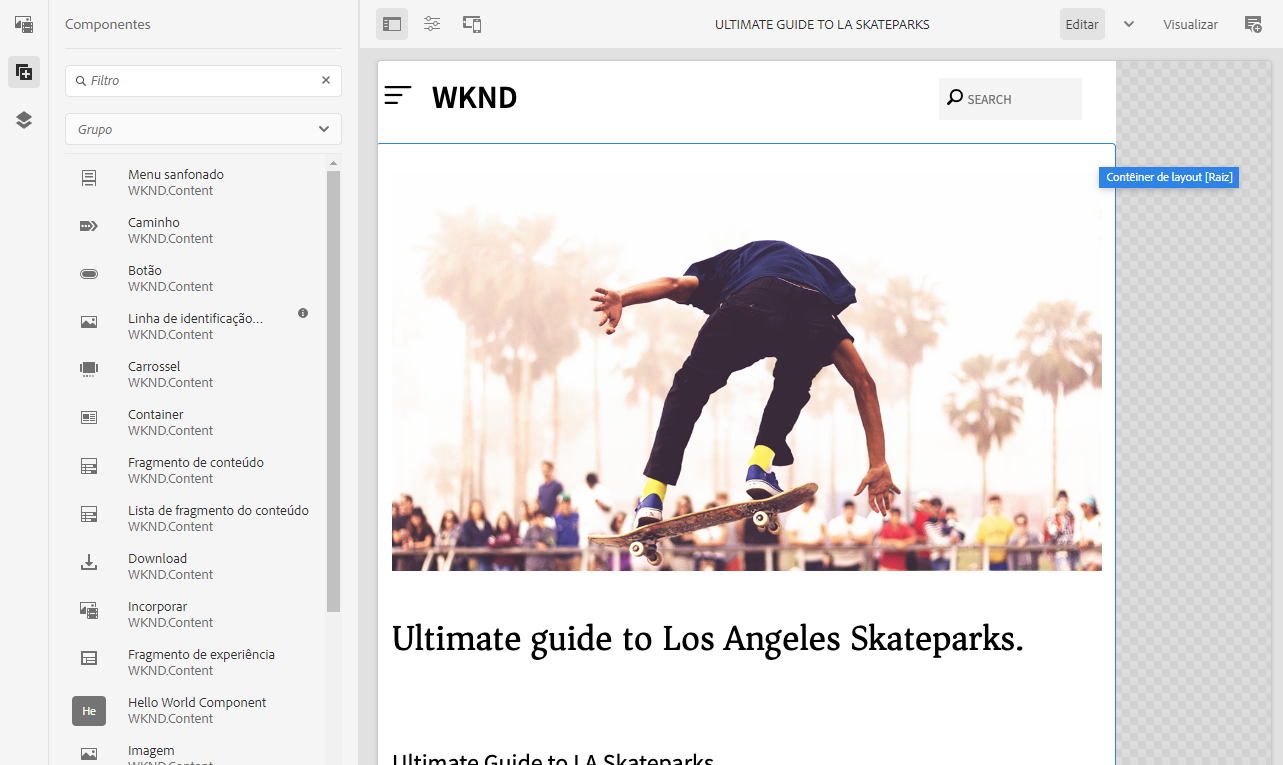 Componentes
Filtro
Grupo
Menu sanfonado
WKND.Content
Caminho
WKND.Content
Botão
WKND.Content
Linha de identificação...
WKND.Content
Carrossel
WKND.Content
Container
WKND.Content
Fragmento de conteúdo
WKND.Content
Lista de fragmento do conteúdo
WKND.Content
Download
WKND.Content
Incorporar
WKND.Content
Fragmento de experiência
WKND.Content
He
Hello World Component
WKND.Content
Imagem
WKND.Content
ULTIMATE GUIDE TO LA SKATEPARKS
Editar
Visualizar
WKND
SEARCH
Contêiner de layout [Raiz]
Ultimate guide to Los Angeles Skateparks.
Ultimate Guide to LA Skateparks